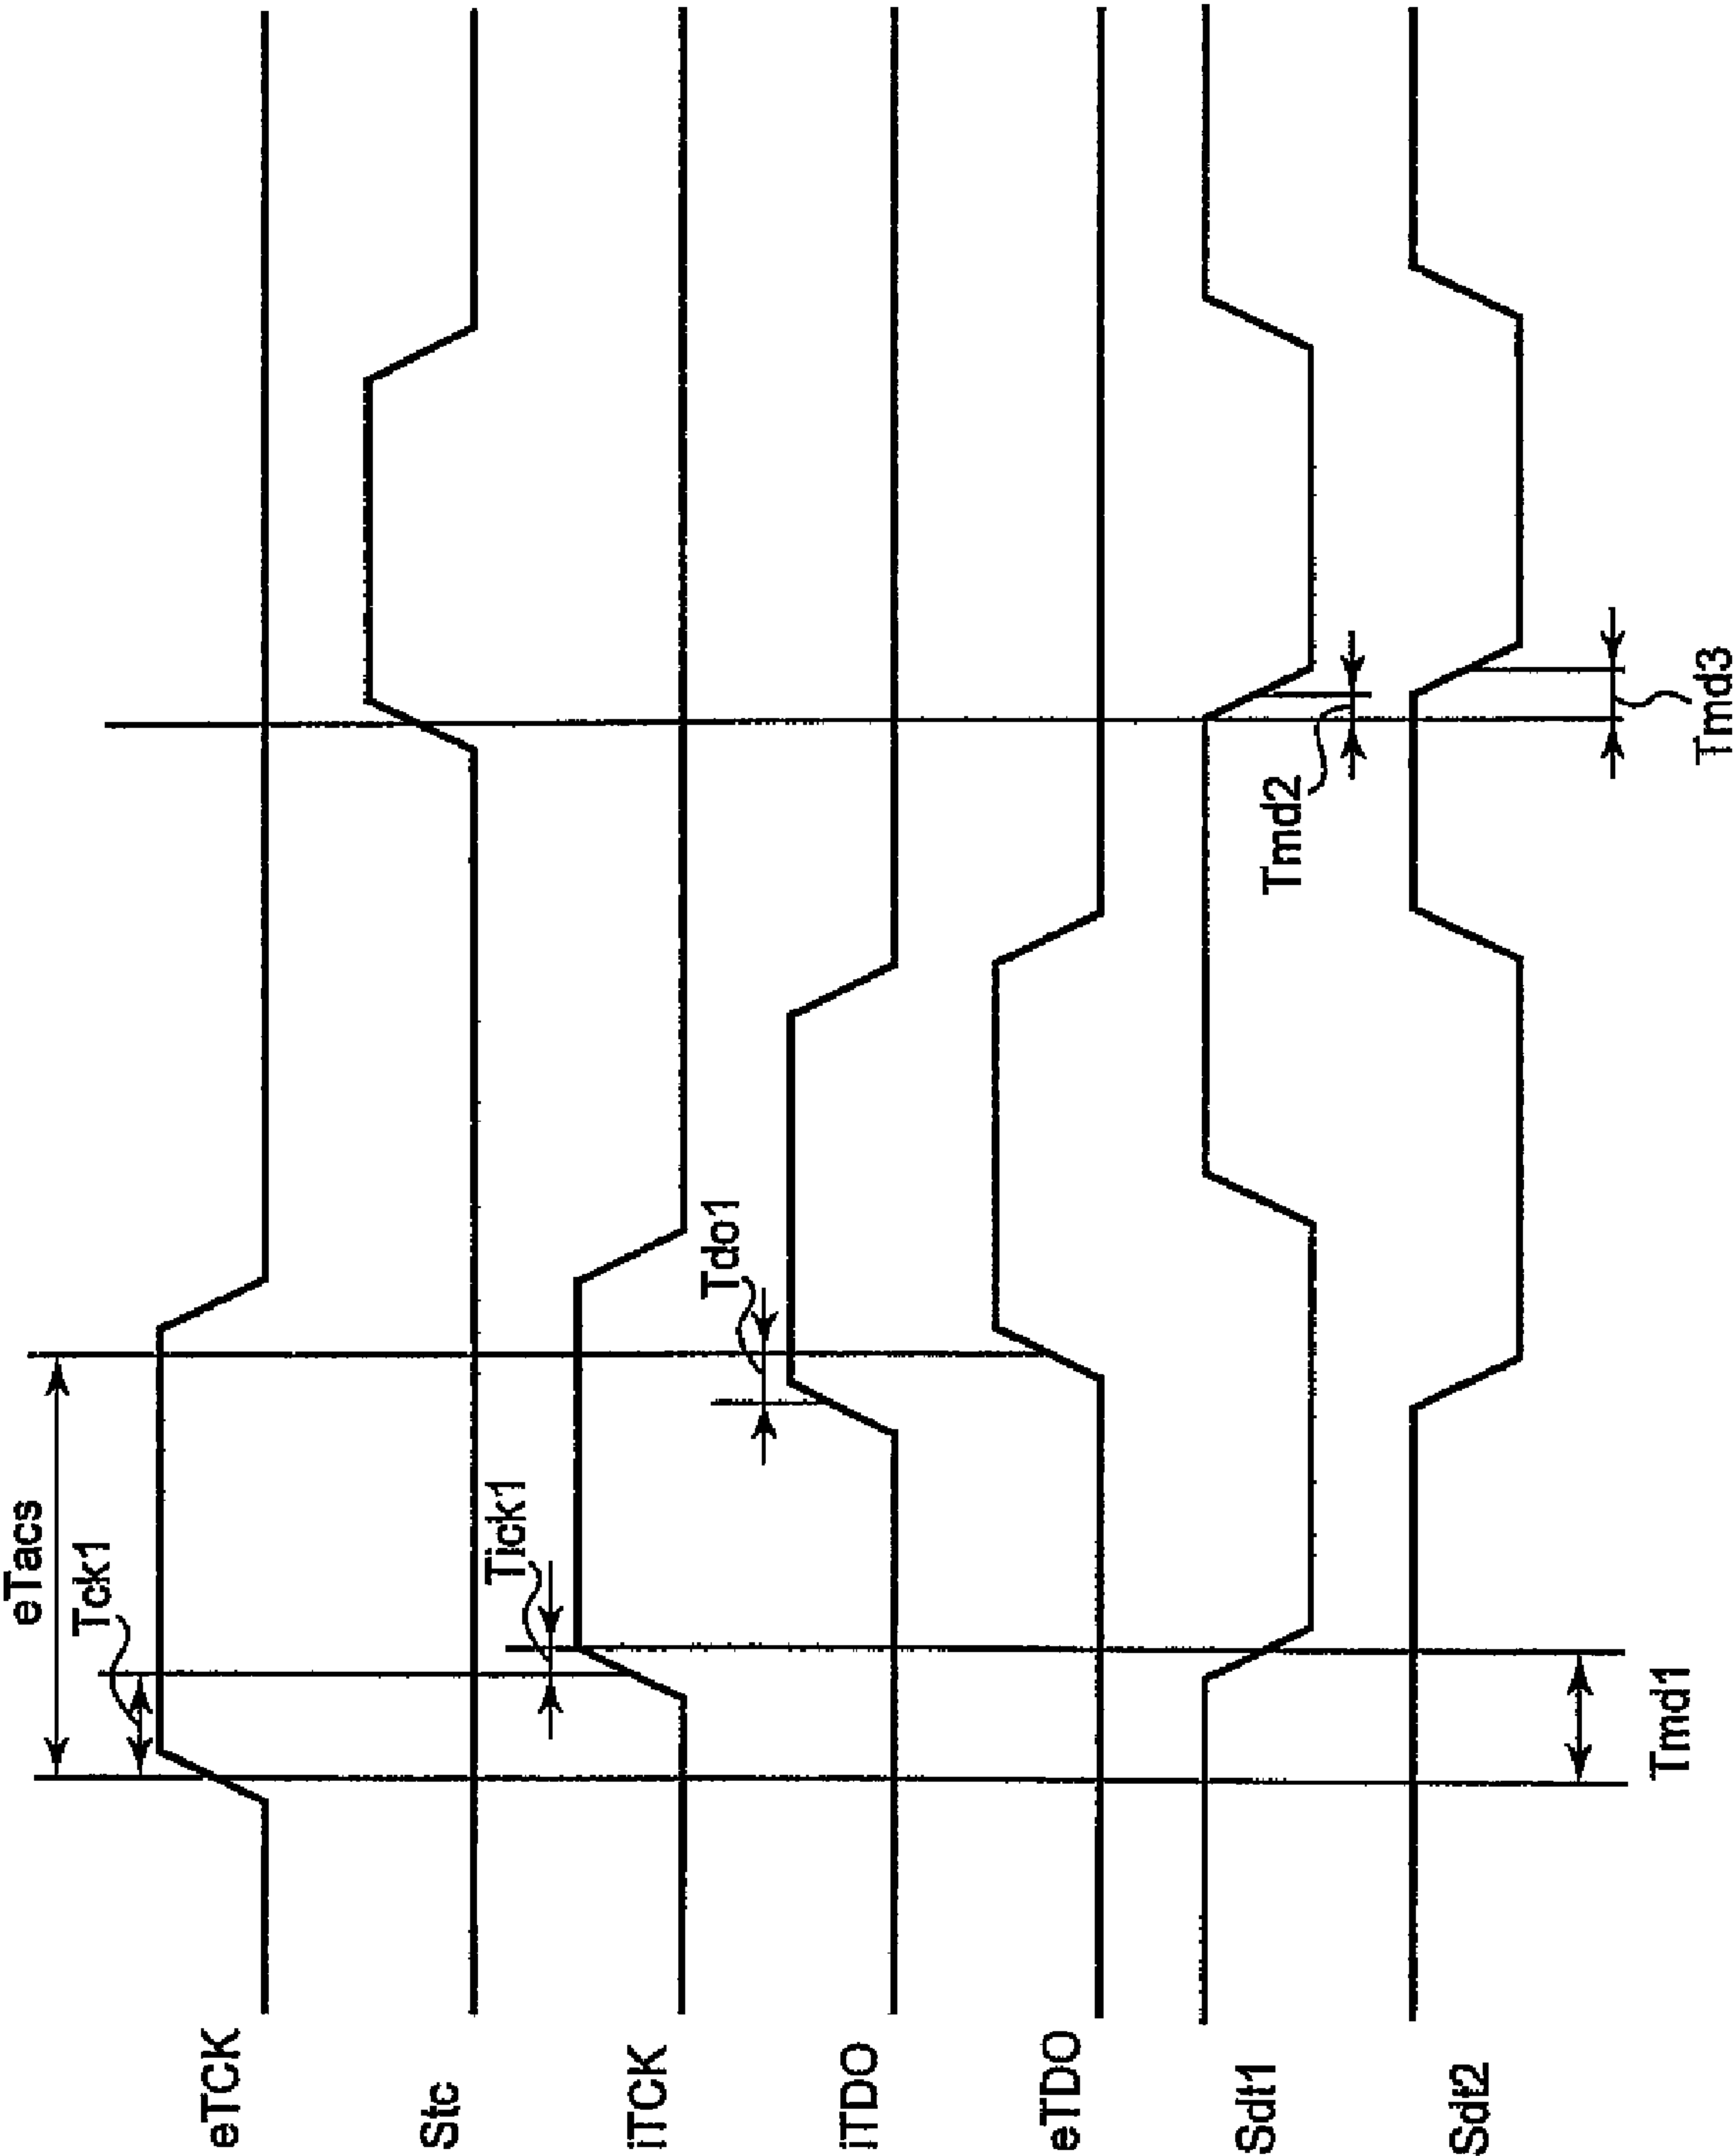 eTacs
Tck1
eTCK
Stc
Tick1
iTCK
Tdo1
iTDO
eTDO
Sdt1
Tmd2
Sdt2
Tmd1
Tmd3